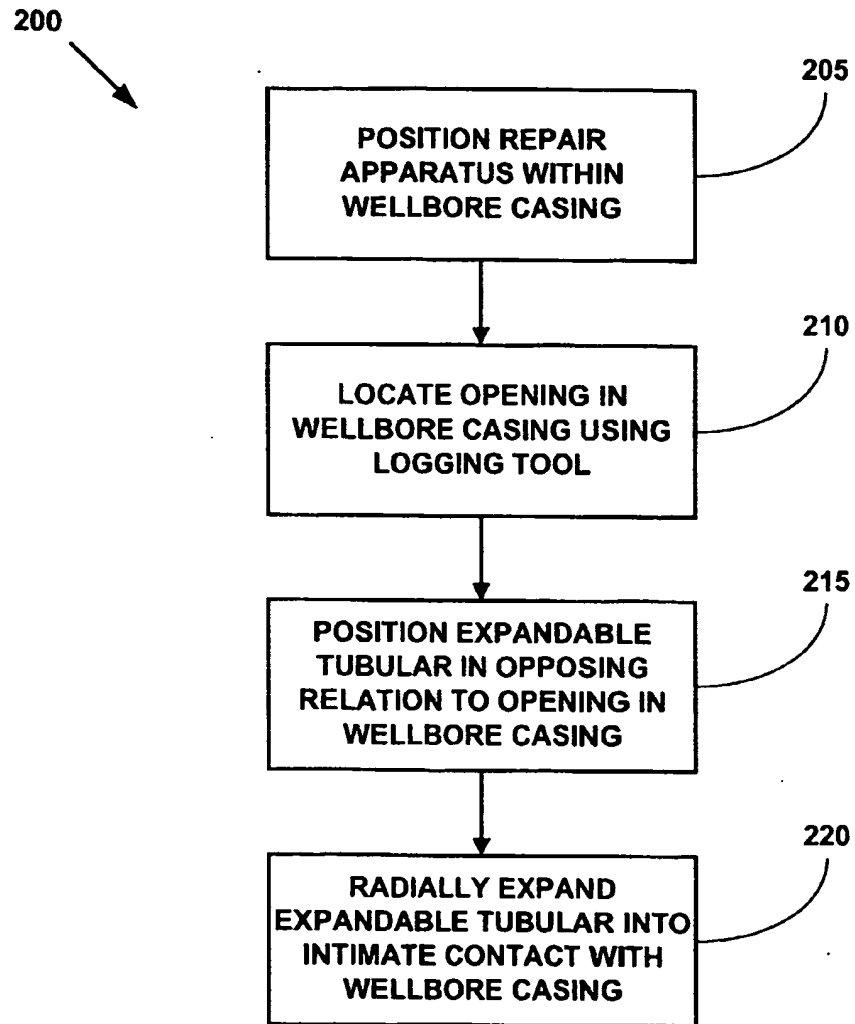 200
205
POSITION REPAIR
APPARATUS WITHIN
WELLBORE CASING
210
LOCATE OPENING IN
WELLBORE CASING USING
LOGGING TOOL
215
POSITION EXPANDABLE
TUBULAR IN OPPOSING
RELATION TO OPENING IN
WELLBORE CASING
220
RADIALLY EXPAND
EXPANDABLE TUBULAR INTO
INTIMATE CONTACT WITH
WELLBORE CASING